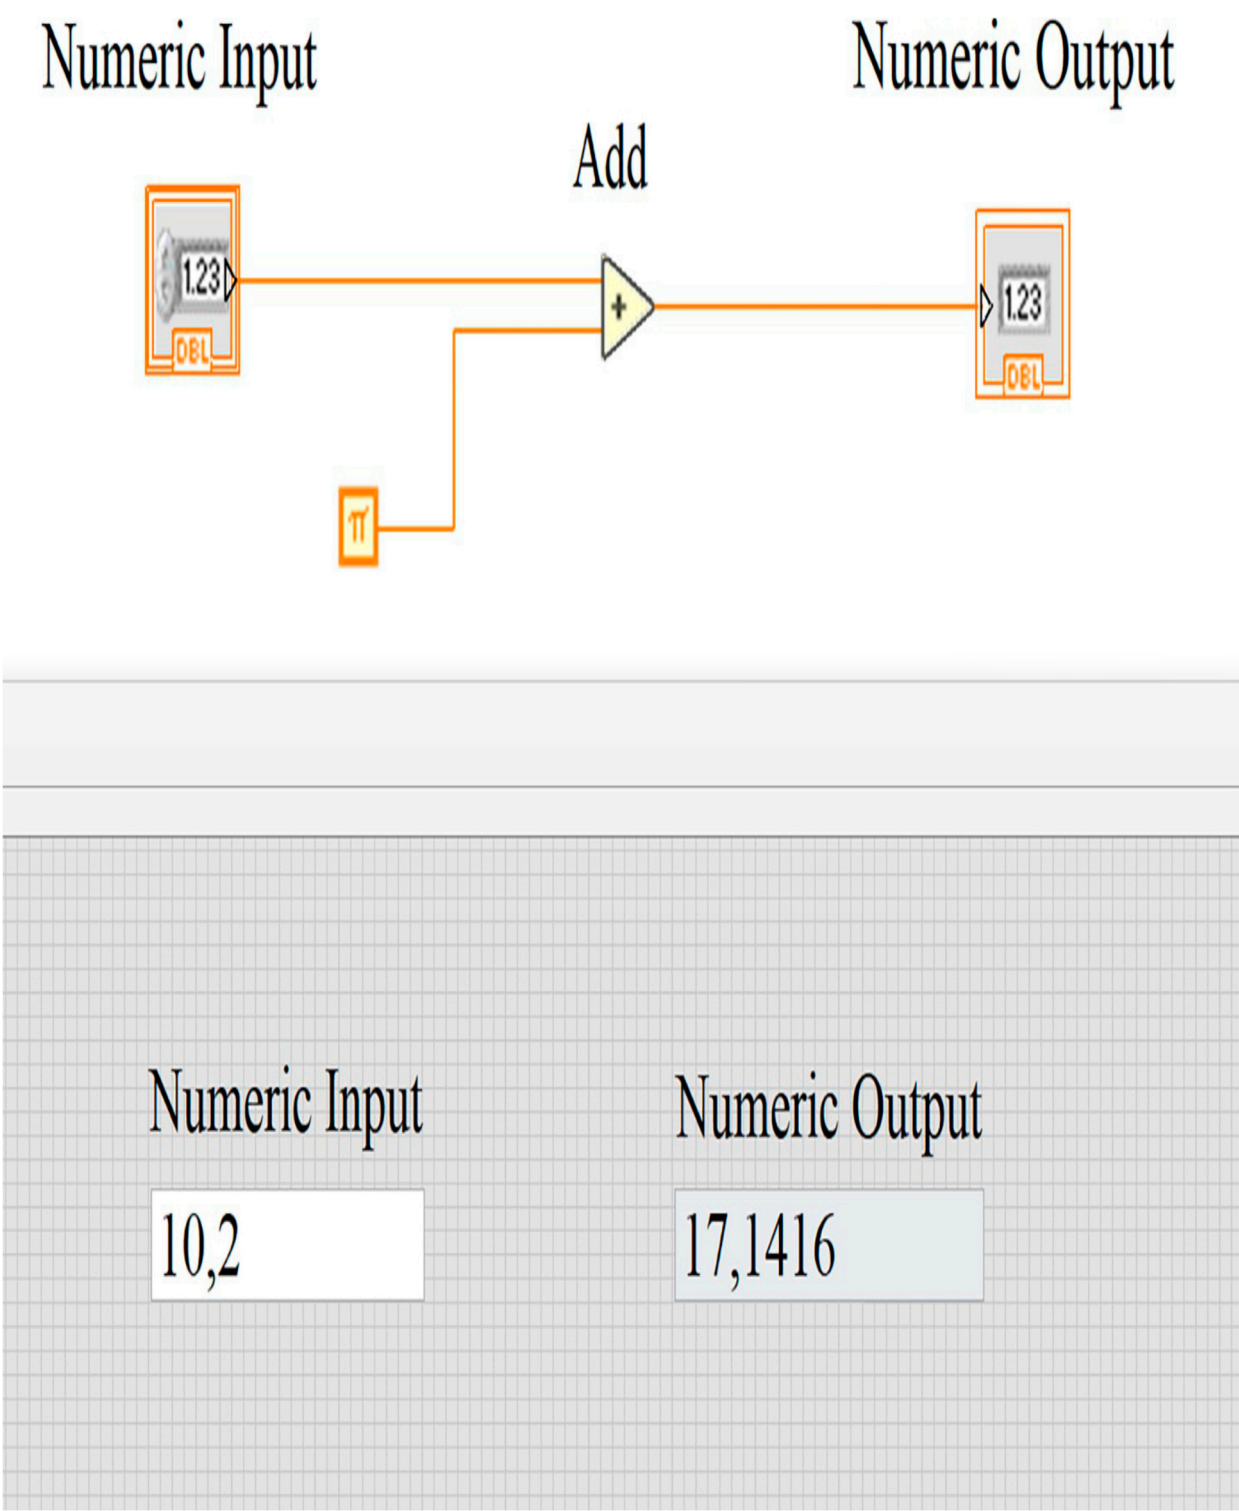 Numeric Input
Numeric Output
Add
1.23
DBL
+
1.23
DBL
π
Numeric Input
Numeric Output
10,2
17,1416